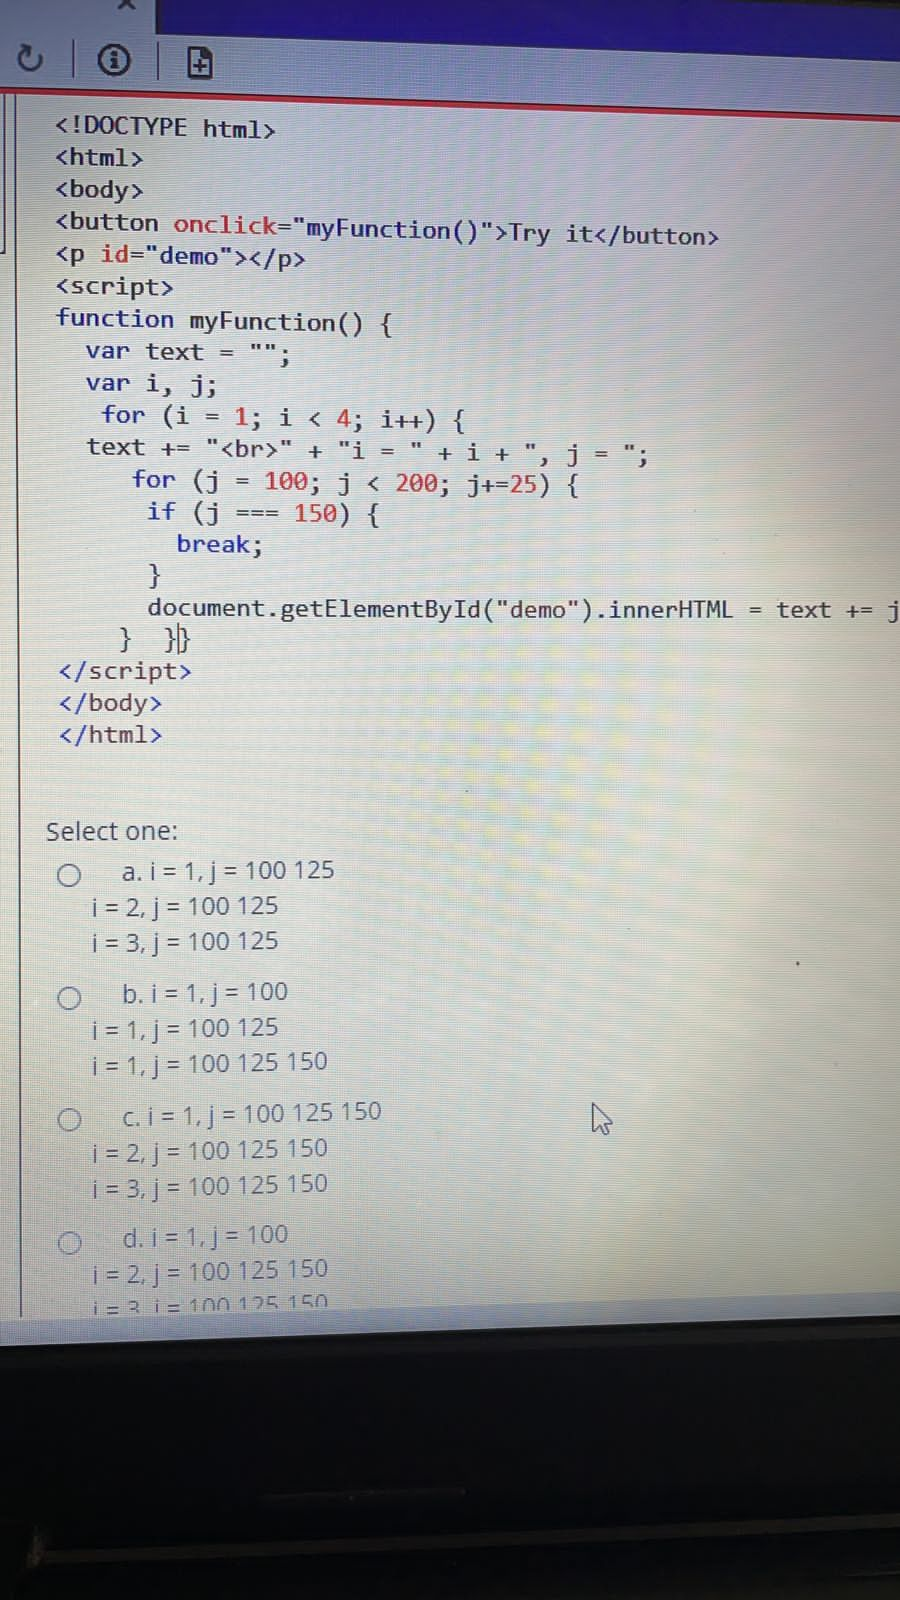 <!DOCTYPE html>
<html>
<body>
<button onclick="myFunction()">Try it</button>
<p id="demo"></p>
<script>
function myFunction() {
var text = "";
var i, j;
for (i = 1; i < 4; i++) {
text += "<br>" + "i = " + i + ", j = ";
for (j = 100; j < 200; j+=25) {
if (j === 150) {
break;
}
document.getElementById("demo").innerHTML = text += j
} }}
</script>
</body>
</html>
Select one:
a. i = 1, j = 100 125
i = 2, j = 100 125
i = 3, j = 100 125
b. i = 1, j = 100
i = 1, j = 100 125
i = 1, j = 100 125 150
c. i = 1, j = 100 125 150
i = 2, j = 100 125 150
i = 3, j = 100 125 150
d. i = 1, j = 100
i = 2, j = 100 125 150
i = 3, j = 100 125 150